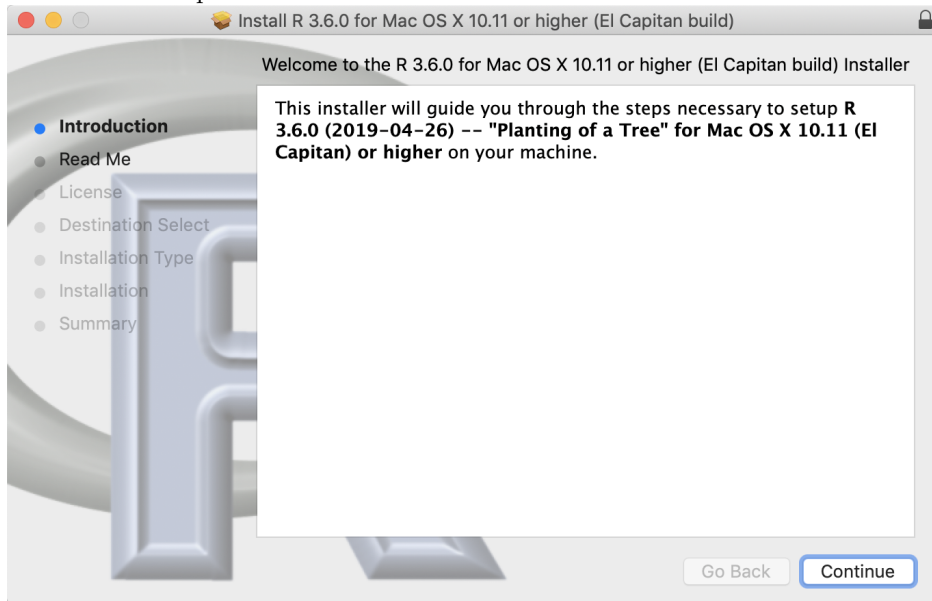 Install R 3.6.0 for Mac OS X 10.11 or higher (El Capitan build)
Welcome to the R 3.6.0 for Mac OS X 10.11 or higher (El Capitan build) Installer
Introduction
Read Me
License
Destination Select
Installation Type
Installation
Summary
This installer will guide you through the steps necessary to setup R
3.6.0 (2019-04-26) -- "Planting of a Tree" for Mac OS X 10.11 (El
Capitan) or higher on your machine.
Go Back
Continue